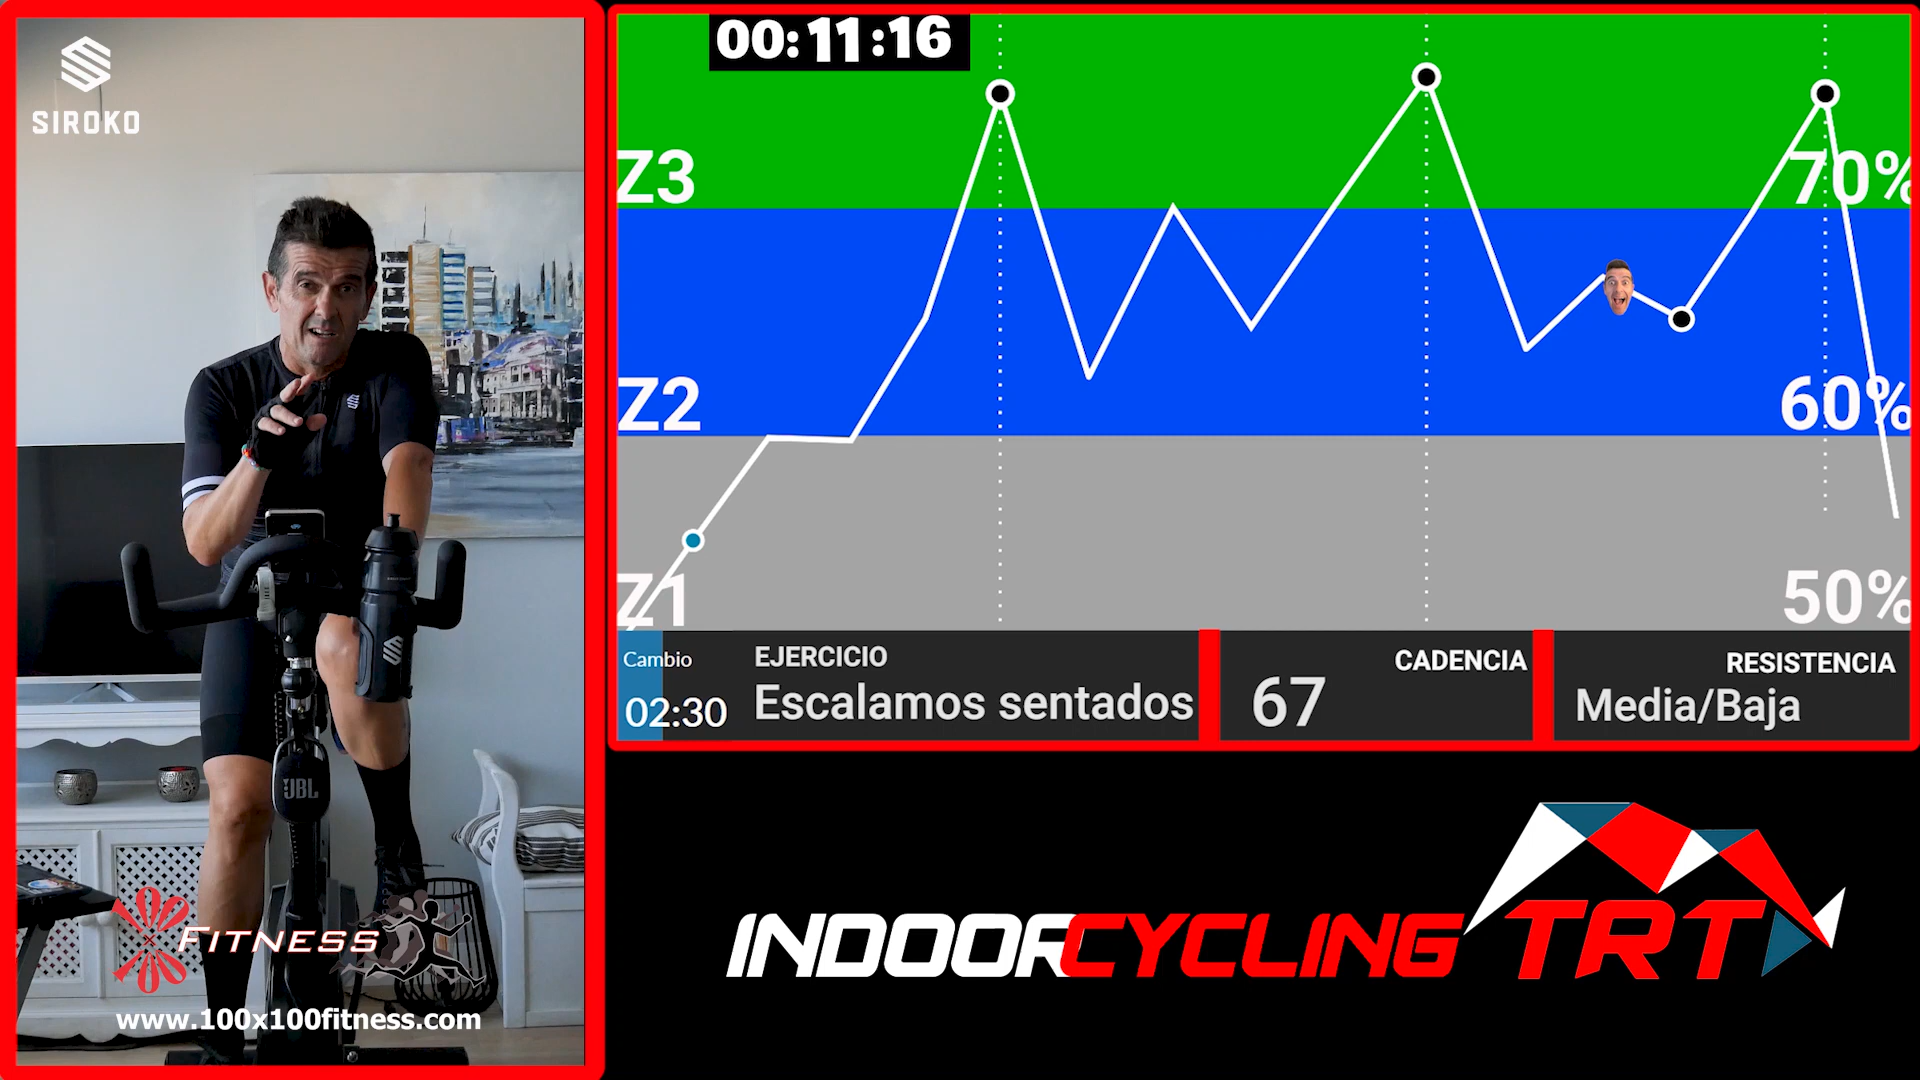 SIROKO
JBL
FITNESS
www.100x100fitness.com
00:11:16
Z3
70%
Z2
60%
Z1
50%
Cambio
02:30
EJERCICIO
Escalamos sentados
CADENCIA
67
RESISTENCIA
Media/Baja
INDOORCYCLING TRT